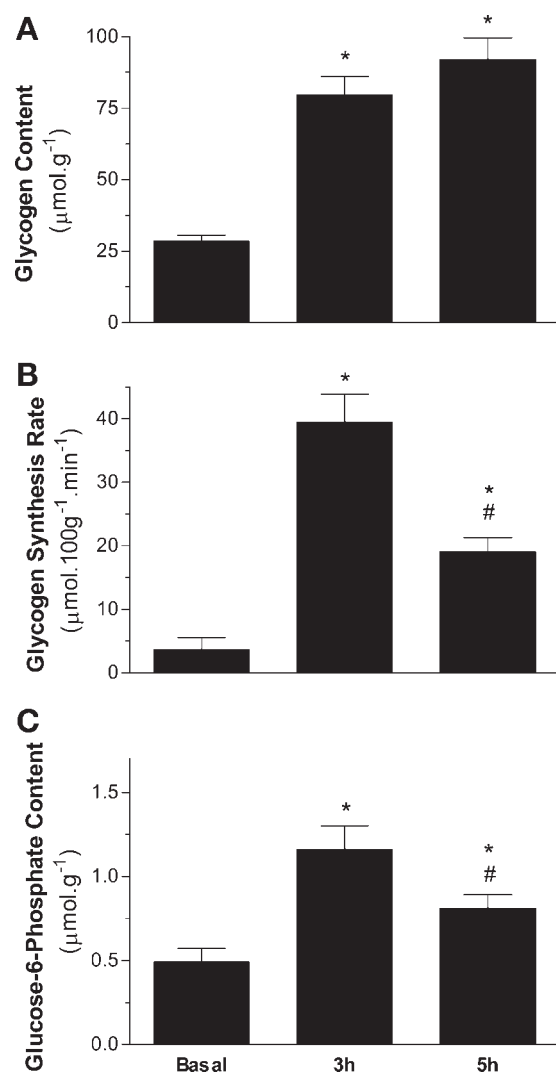 A
Glycogen Content
(μmol.g⁻¹)
100
75
50
25
0
*
*
B
Glycogen Synthesis Rate
(μmol.100g⁻¹.min⁻¹)
40
30
20
10
0
*
*
#
C
Glucose-6-Phosphate Content
(μmol.g⁻¹)
1.5
1.0
0.5
0.0
*
*
#
Basal 3h 5h